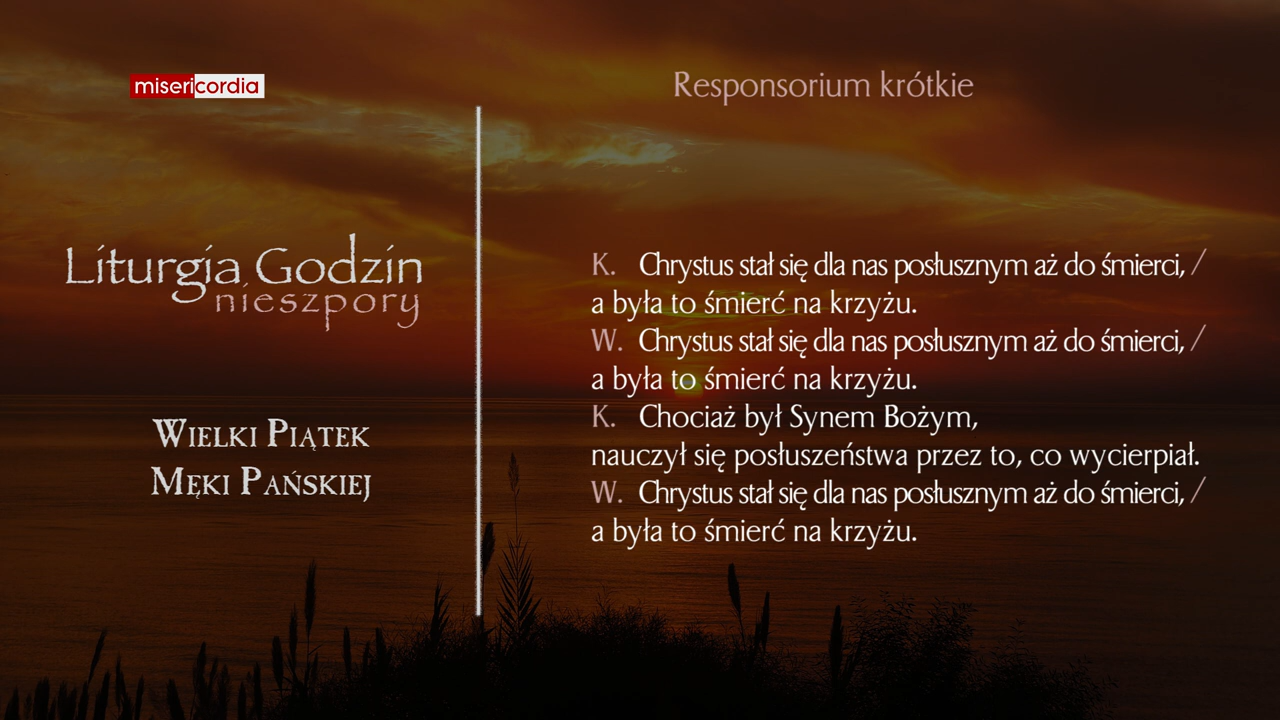 misericordia
Liturgia Godzin
nieszpory
Wielki Piątek
Męki Pańskiej
Responsorium krótkie
K. Chrystus stał się dla nas posłusznym aż do śmierci, /
a była to śmierć na krzyżu.
W. Chrystus stał się dla nas posłusznym aż do śmierci, /
a była to śmierć na krzyżu.
K. Chociaż był Synem Bożym,
nauczył się posłuszeństwa przez to, co wycierpiał.
W. Chrystus stał się dla nas posłusznym aż do śmierci, /
a była to śmierć na krzyżu.